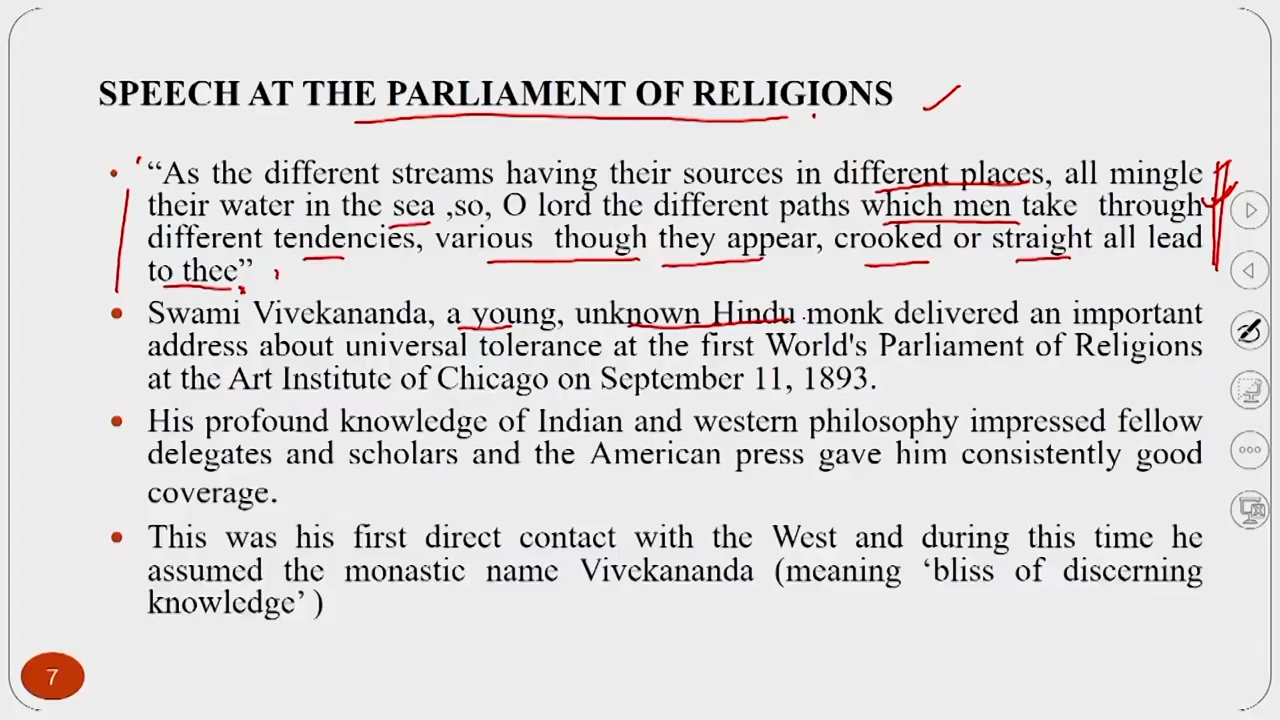 SPEECH AT THE PARLIAMENT OF RELIGIONS
• “As the different streams having their sources in different places, all mingle
their water in the sea ,so, O lord the different paths which men take through
different tendencies, various though they appear, crooked or straight all lead
to thee”
• Swami Vivekananda, a young, unknown Hindu monk delivered an important
address about universal tolerance at the first World's Parliament of Religions
at the Art Institute of Chicago on September 11, 1893.
• His profound knowledge of Indian and western philosophy impressed fellow
delegates and scholars and the American press gave him consistently good
coverage.
• This was his first direct contact with the West and during this time he
assumed the monastic name Vivekananda (meaning ‘bliss of discerning
knowledge’ )
7